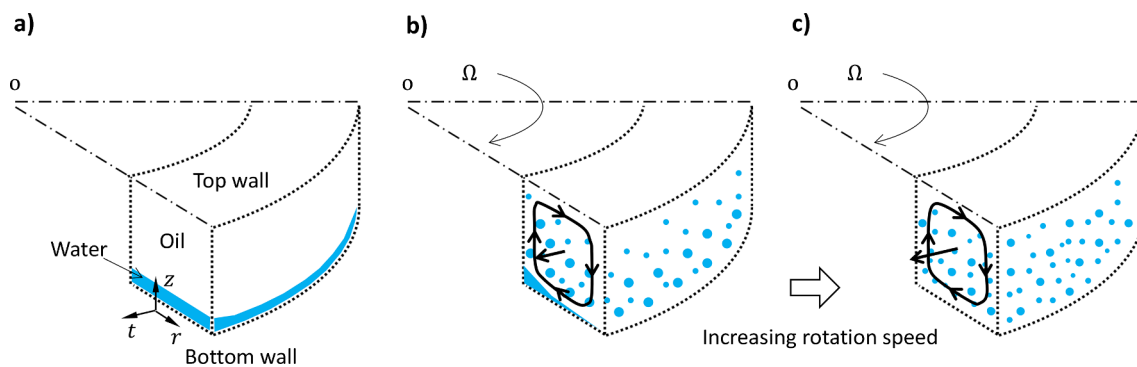 a)
b)
c)
o
Ω
o
Ω
o
Top wall
Oil
Water
z
t
r
Bottom wall
Increasing rotation speed